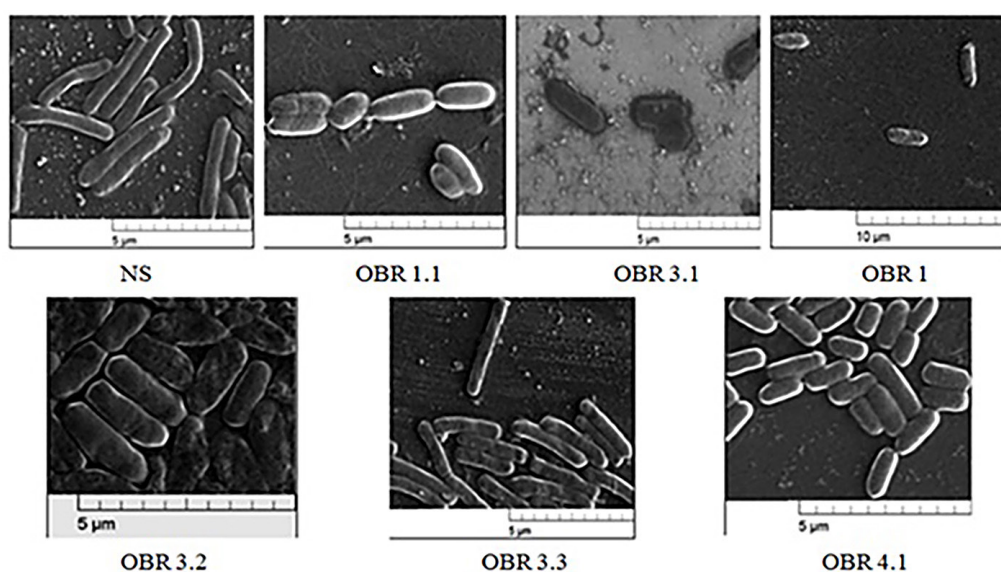 5 µm
5 µm
5 µm
10 µm
NS
OBR 1.1
OBR 3.1
OBR 1
5 µm
5 µm
5 µm
OBR 3.2
OBR 3.3
OBR 4.1